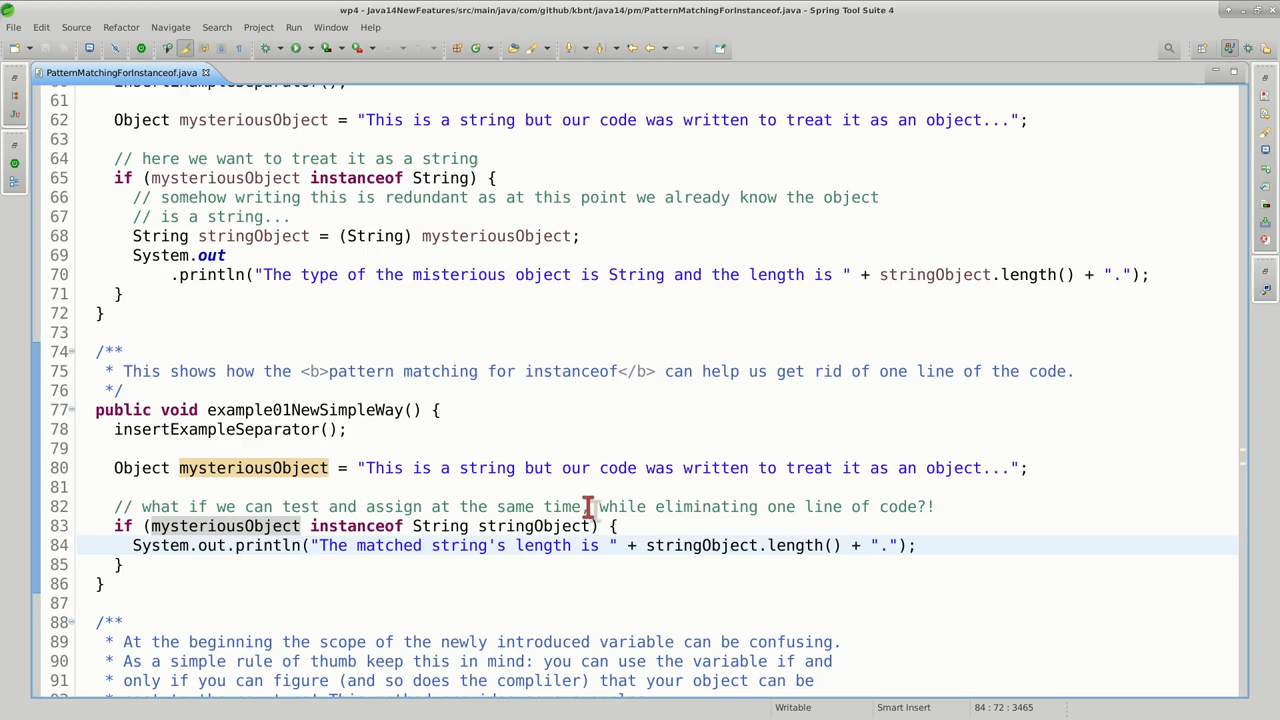 wp4 - Java14NewFeatures/src/main/java/com/github/kbnt/java14/pm/PatternMatchingForInstanceof.java - Spring Tool Suite 4
File Edit Source Refactor Navigate Search Project Run Window Help
PatternMatchingForInstanceof.java
60 insertExampleSeparator();
61
62 Object mysteriousObject = "This is a string but our code was written to treat it as an object...";
63
64 // here we want to treat it as a string
65 if (mysteriousObject instanceof String) {
66 // somehow writing this is redundant as at this point we already know the object
67 // is a string...
68 String stringObject = (String) mysteriousObject;
69 System.out
70 .println("The type of the misterious object is String and the length is " + stringObject.length() + ".");
71 }
72 }
73
74 /**
75 * This shows how the <b>pattern matching for instanceof</b> can help us get rid of one line of the code.
76 */
77 public void example01NewSimpleWay() {
78 insertExampleSeparator();
79
80 Object mysteriousObject = "This is a string but our code was written to treat it as an object...";
81
82 // what if we can test and assign at the same time, while eliminating one line of code?!
83 if (mysteriousObject instanceof String stringObject) {
84 System.out.println("The matched string's length is " + stringObject.length() + ".");
85 }
86 }
87
88 /**
89 * At the beginning the scope of the newly introduced variable can be confusing.
90 * As a simple rule of thumb keep this in mind: you can use the variable if and
91 * only if you can figure (and so does the compliler) that your object can be
Writable Smart Insert 84 : 72 : 3465